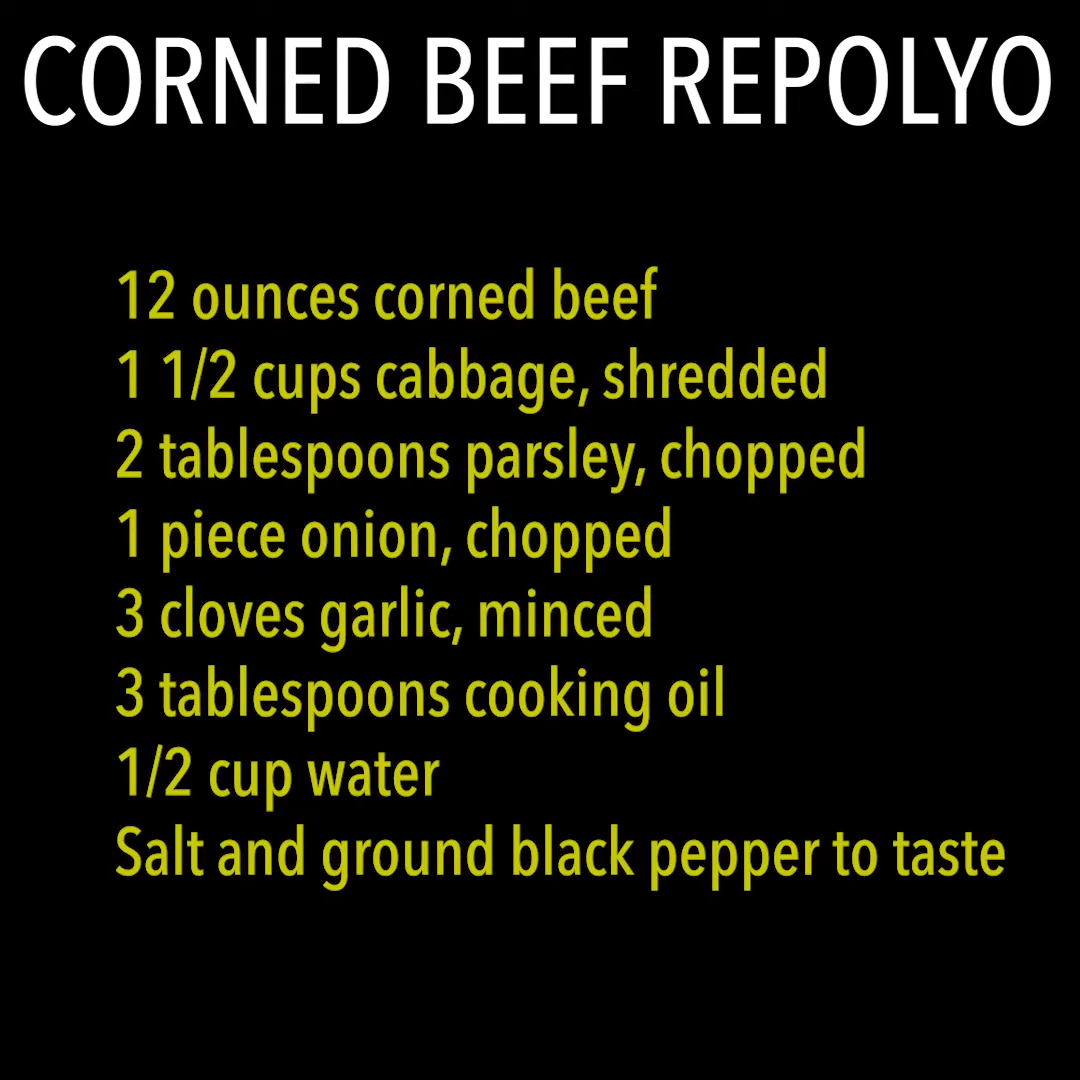 CORNED BEEF REPOLYO
12 ounces corned beef
1 1/2 cups cabbage, shredded
2 tablespoons parsley, chopped
1 piece onion, chopped
3 cloves garlic, minced
3 tablespoons cooking oil
1/2 cup water
Salt and ground black pepper to taste